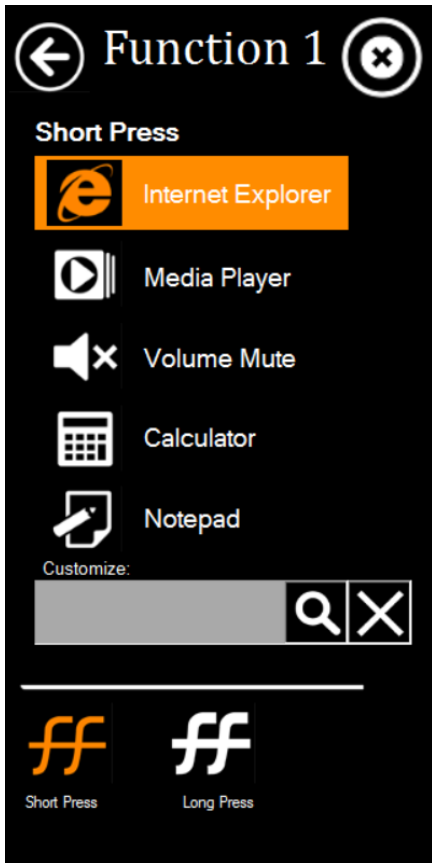 Function 1
Short Press
Internet Explorer
Media Player
Volume Mute
Calculator
Notepad
Customize:
Short Press
Long Press